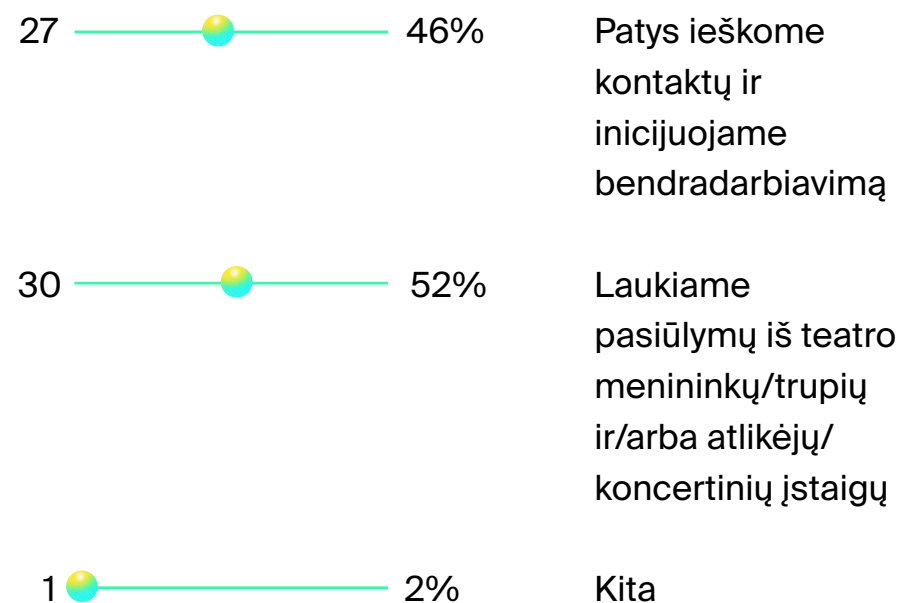 27 46% Patys ieškome
kontaktų ir
inicijuojame
bendradarbiavimą
30 52% Laukiame
pasiūlymų iš teatro
menininkų/trupių
ir/arba atlikėjų/
koncertinių įstaigų
1 2% Kita